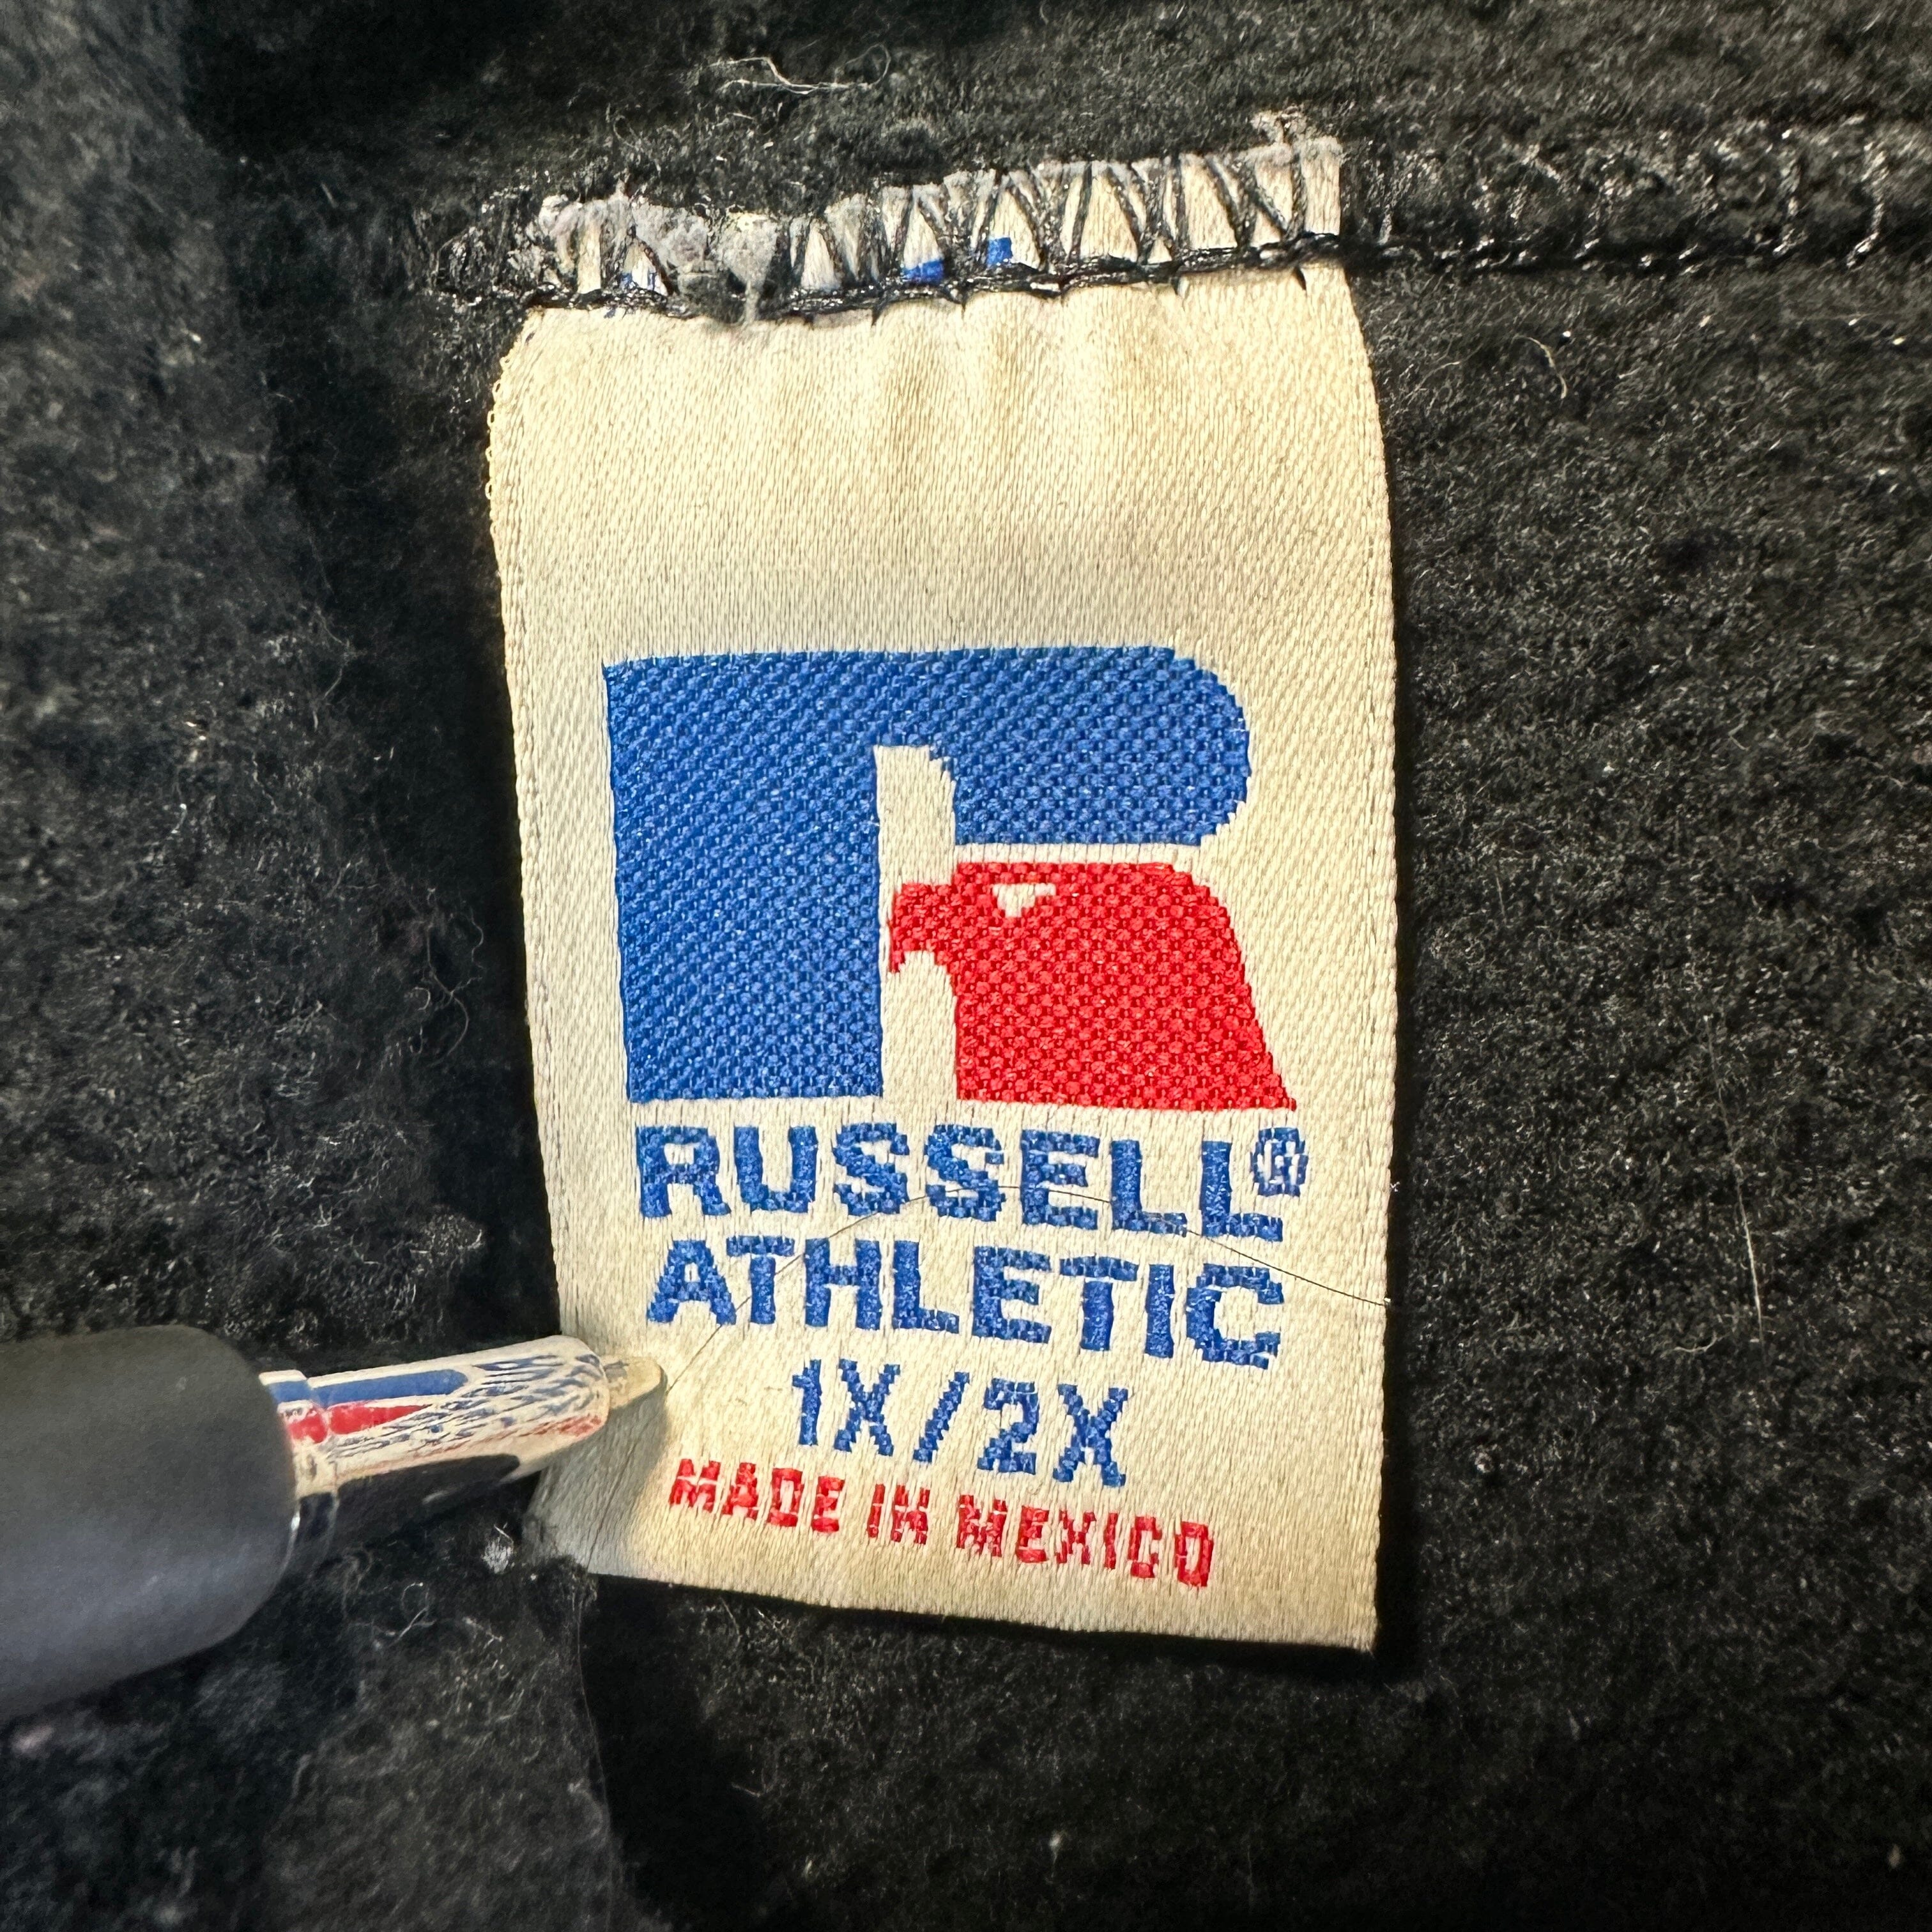 RUSSELL®
ATHLETIC
1X/2X
MADE IN MEXICO